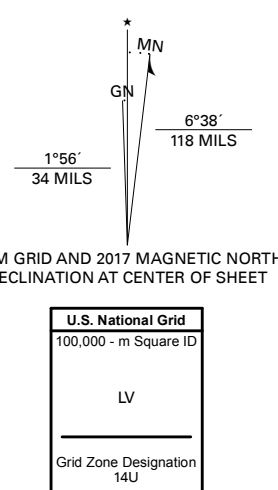 ★
MN
GN
6°38´
118 MILS
1°56´
34 MILS
M GRID AND 2017 MAGNETIC NORTH
ECLINATION AT CENTER OF SHEET
U.S. National Grid
100,000 - m Square ID
LV
Grid Zone Designation
14U